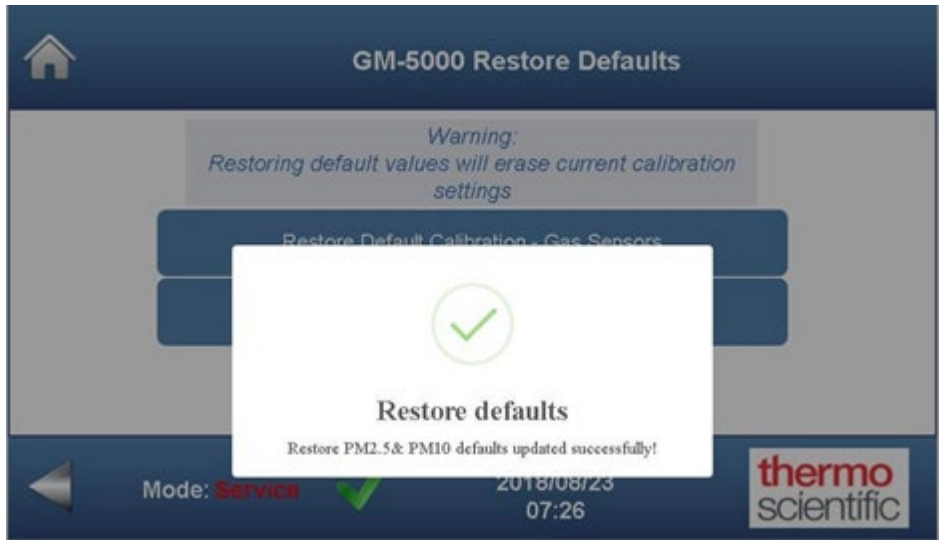 GM-5000 Restore Defaults
Warning:
Restoring default values will erase current calibration
settings
Restore Default Calibration - Gas Sensors
Restore defaults
Restore PM2.5& PM10 defaults updated successfully!
Mode: Service
2018/08/23
07:26
thermo
scientific